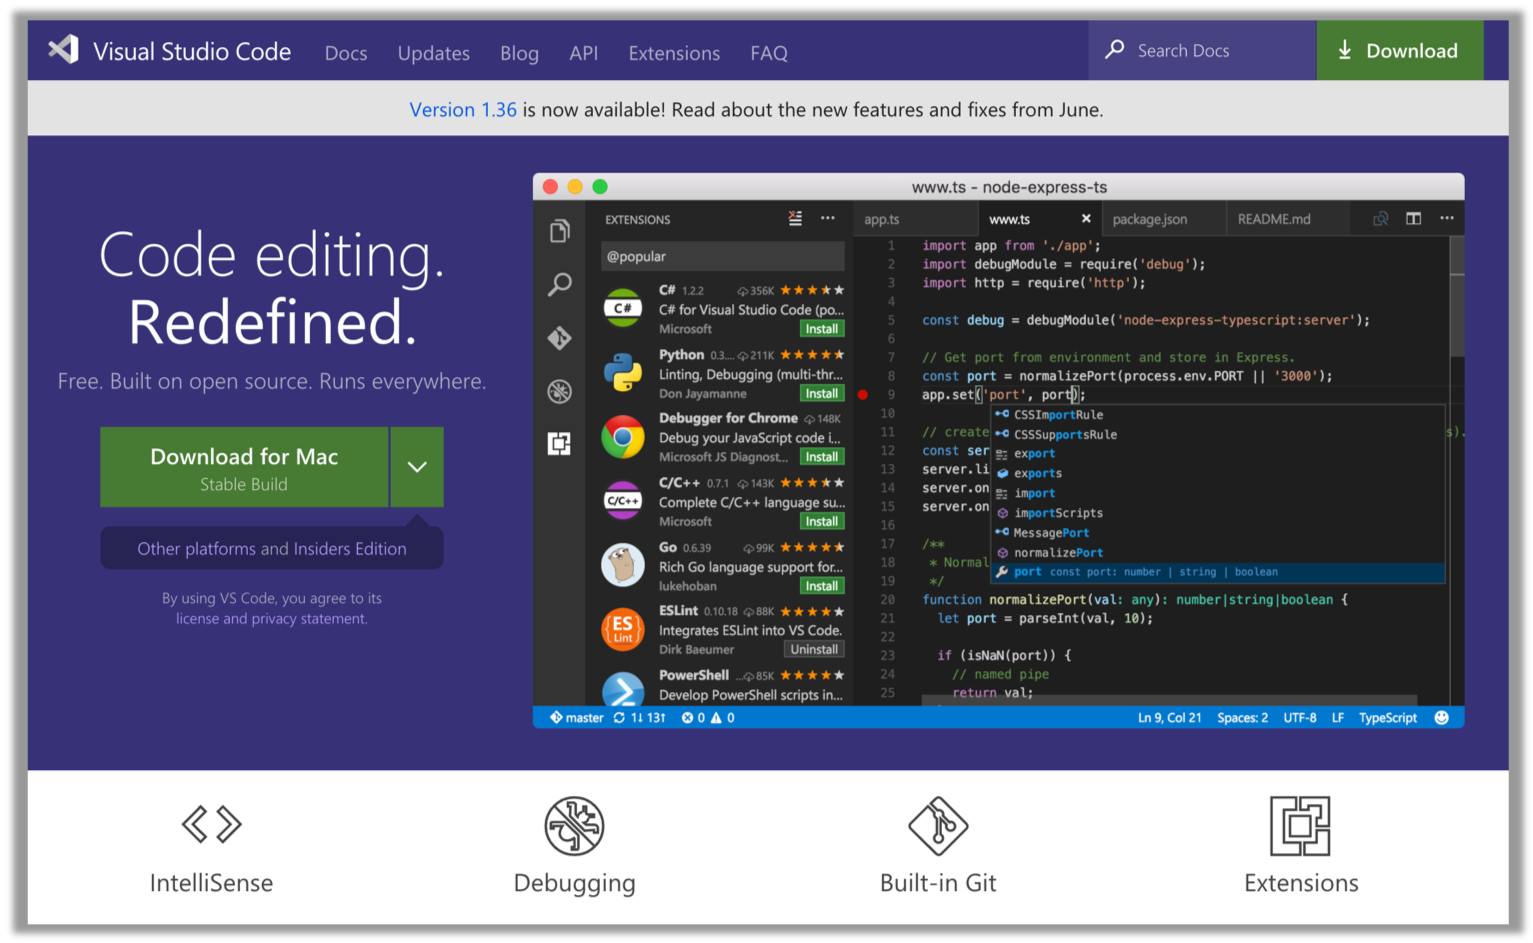 Visual Studio Code Docs Updates Blog API Extensions FAQ Search Docs Download
Version 1.36 is now available! Read about the new features and fixes from June.
Code editing.
Redefined.
Free. Built on open source. Runs everywhere.
Download for Mac
Stable Build
Other platforms and Insiders Edition
By using VS Code, you agree to its
license and privacy statement.
www.ts - node-express-ts
EXTENSIONS
@popular
C# 1.2.2 356K
C# for Visual Studio Code (po...
Microsoft Install
Python 0.3.... 211K
Linting, Debugging (multi-thr...
Don Jayamanne Install
Debugger for Chrome 148K
Debug your JavaScript code i...
Microsoft JS Diagnost... Install
C/C++ 0.7.1 143K
Complete C/C++ language su...
Microsoft Install
Go 0.6.39 99K
Rich Go language support for...
lukehoban Install
ESLint 0.10.18 88K
Integrates ESLint into VS Code.
Dirk Baeumer Uninstall
PowerShell ... 85K
Develop PowerShell scripts in...
C#
C/C++
ES
Lint
app.ts www.ts package.json README.md
1 import app from './app';
2 import debugModule = require('debug');
3 import http = require('http');
4
5 const debug = debugModule('node-express-typescript:server');
6
7 // Get port from environment and store in Express.
8 const port = normalizePort(process.env.PORT || '3000');
9 app.set('port', port);
10
11 // create s).
12 const ser
13 server.li
14 server.on
15 server.on
16
17 /**
18 * Normal
19 */
20 function normalizePort(val: any): number|string|boolean {
21 let port = parseInt(val, 10);
22
23 if (isNaN(port)) {
24 // named pipe
25 return val;
CSSImportRule
CSSSupportsRule
export
exports
import
importScripts
MessagePort
normalizePort
port const port: number | string | boolean
master 1↓ 13↑ 0 0 Ln 9, Col 21 Spaces: 2 UTF-8 LF TypeScript
IntelliSense Debugging Built-in Git Extensions